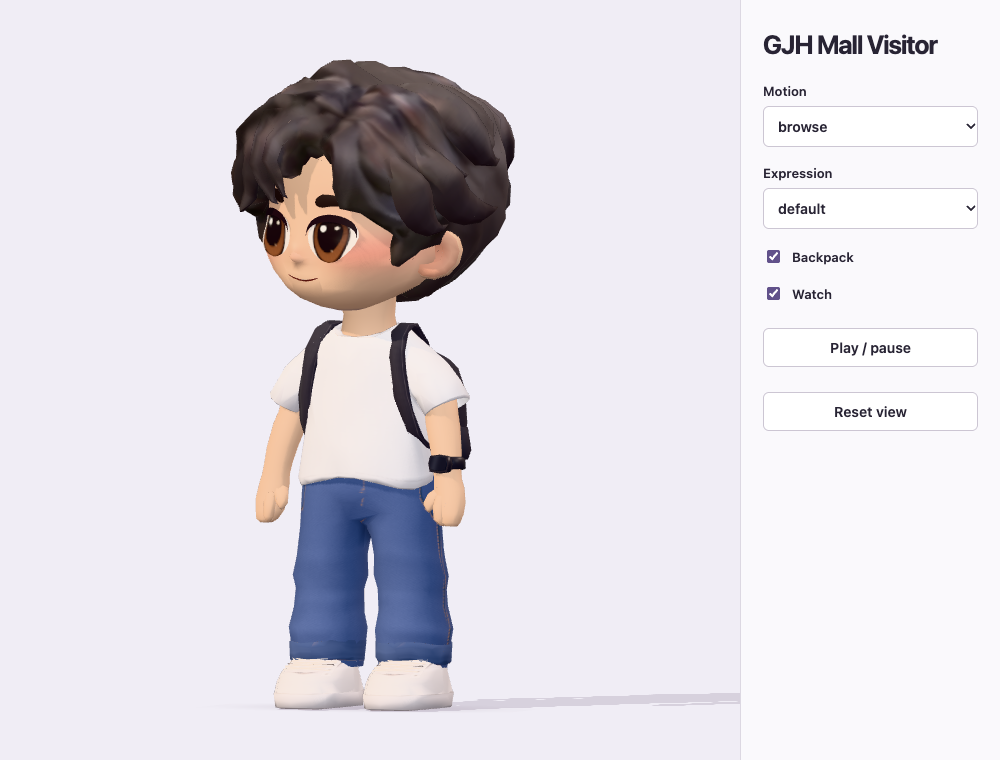 GJH Mall Visitor
Motion
browse
Expression
default
Backpack
Watch
Play / pause
Reset view